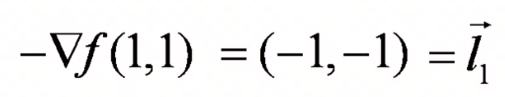 −∇f(1,1) = (−1,−1) = l⃗₁